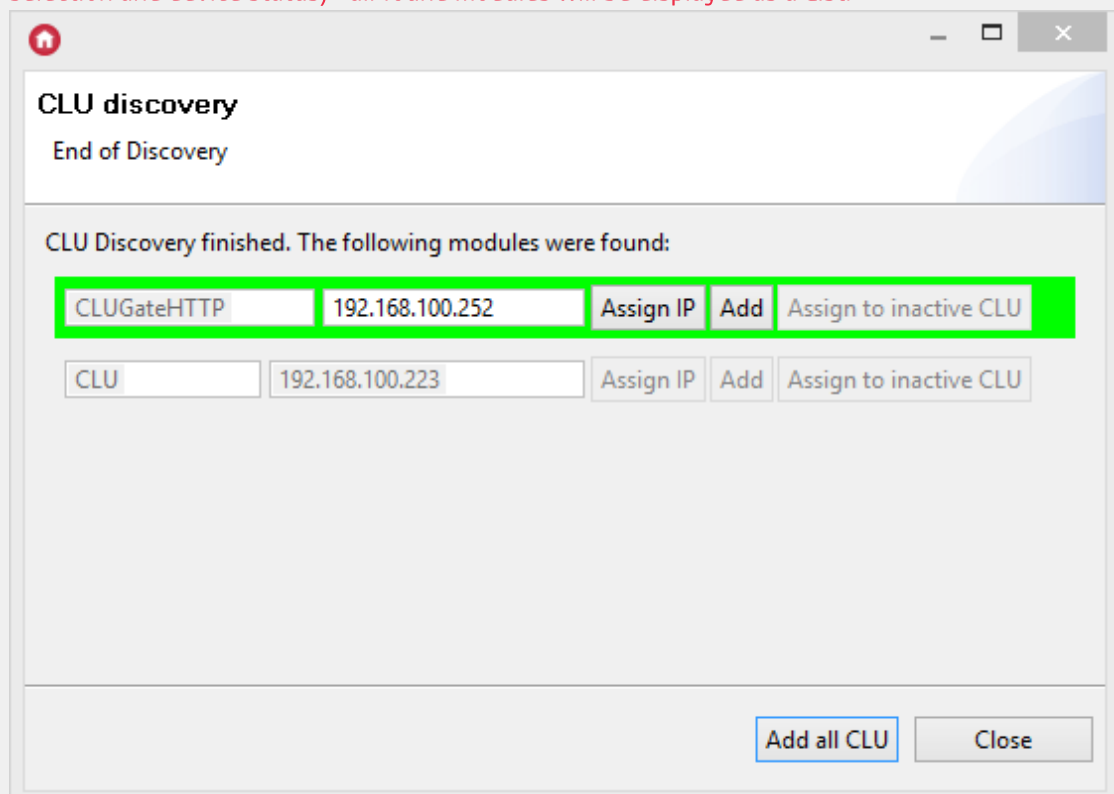 CLU discovery
End of Discovery
CLU Discovery finished. The following modules were found:
CLUGateHTTP 192.168.100.252 Assign IP Add Assign to inactive CLU
CLU 192.168.100.223 Assign IP Add Assign to inactive CLU
Add all CLU Close